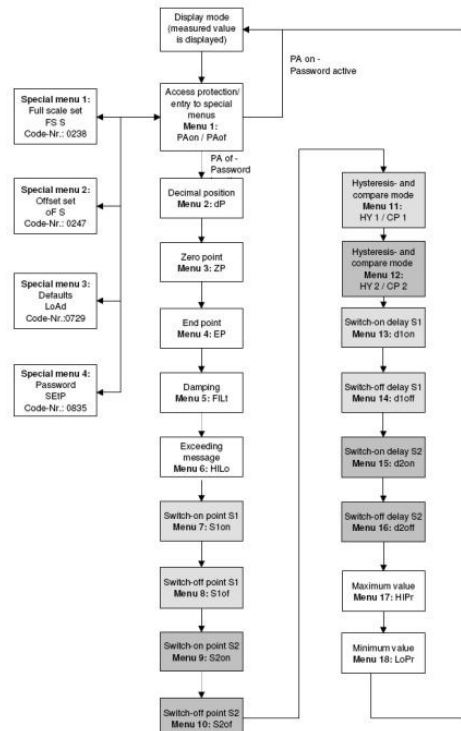 Display mode
(measured value
is displayed)
PA on -
Password active
Access protection/
entry to special
menus
Menu 1:
PAon / PAof
PA of -
Password
Special menu 1:
Full scale set
FS S
Code-Nr.: 0238
Special menu 2:
Offset set
oF S
Code-Nr.: 0247
Special menu 3:
Defaults
LoAd
Code-Nr.:0729
Special menu 4:
Password
SEtP
Code-Nr.: 0835
Decimal position
Menu 2: dP
Zero point
Menu 3: ZP
End point
Menu 4: EP
Damping
Menu 5: FILt
Exceeding
message
Menu 6: HILo
Switch-on point S1
Menu 7: S1on
Switch-off point S1
Menu 8: S1of
Switch-on point S2
Menu 9: S2on
Switch-off point S2
Menu 10: S2of
Hysteresis- and
compare mode
Menu 11:
HY 1 / CP 1
Hysteresis- and
compare mode
Menu 12:
HY 2 / CP 2
Switch-on delay S1
Menu 13: d1on
Switch-off delay S1
Menu 14: d1off
Switch-on delay S2
Menu 15: d2on
Switch-off delay S2
Menu 16: d2off
Maximum value
Menu 17: HIPr
Minimum value
Menu 18: LoPr